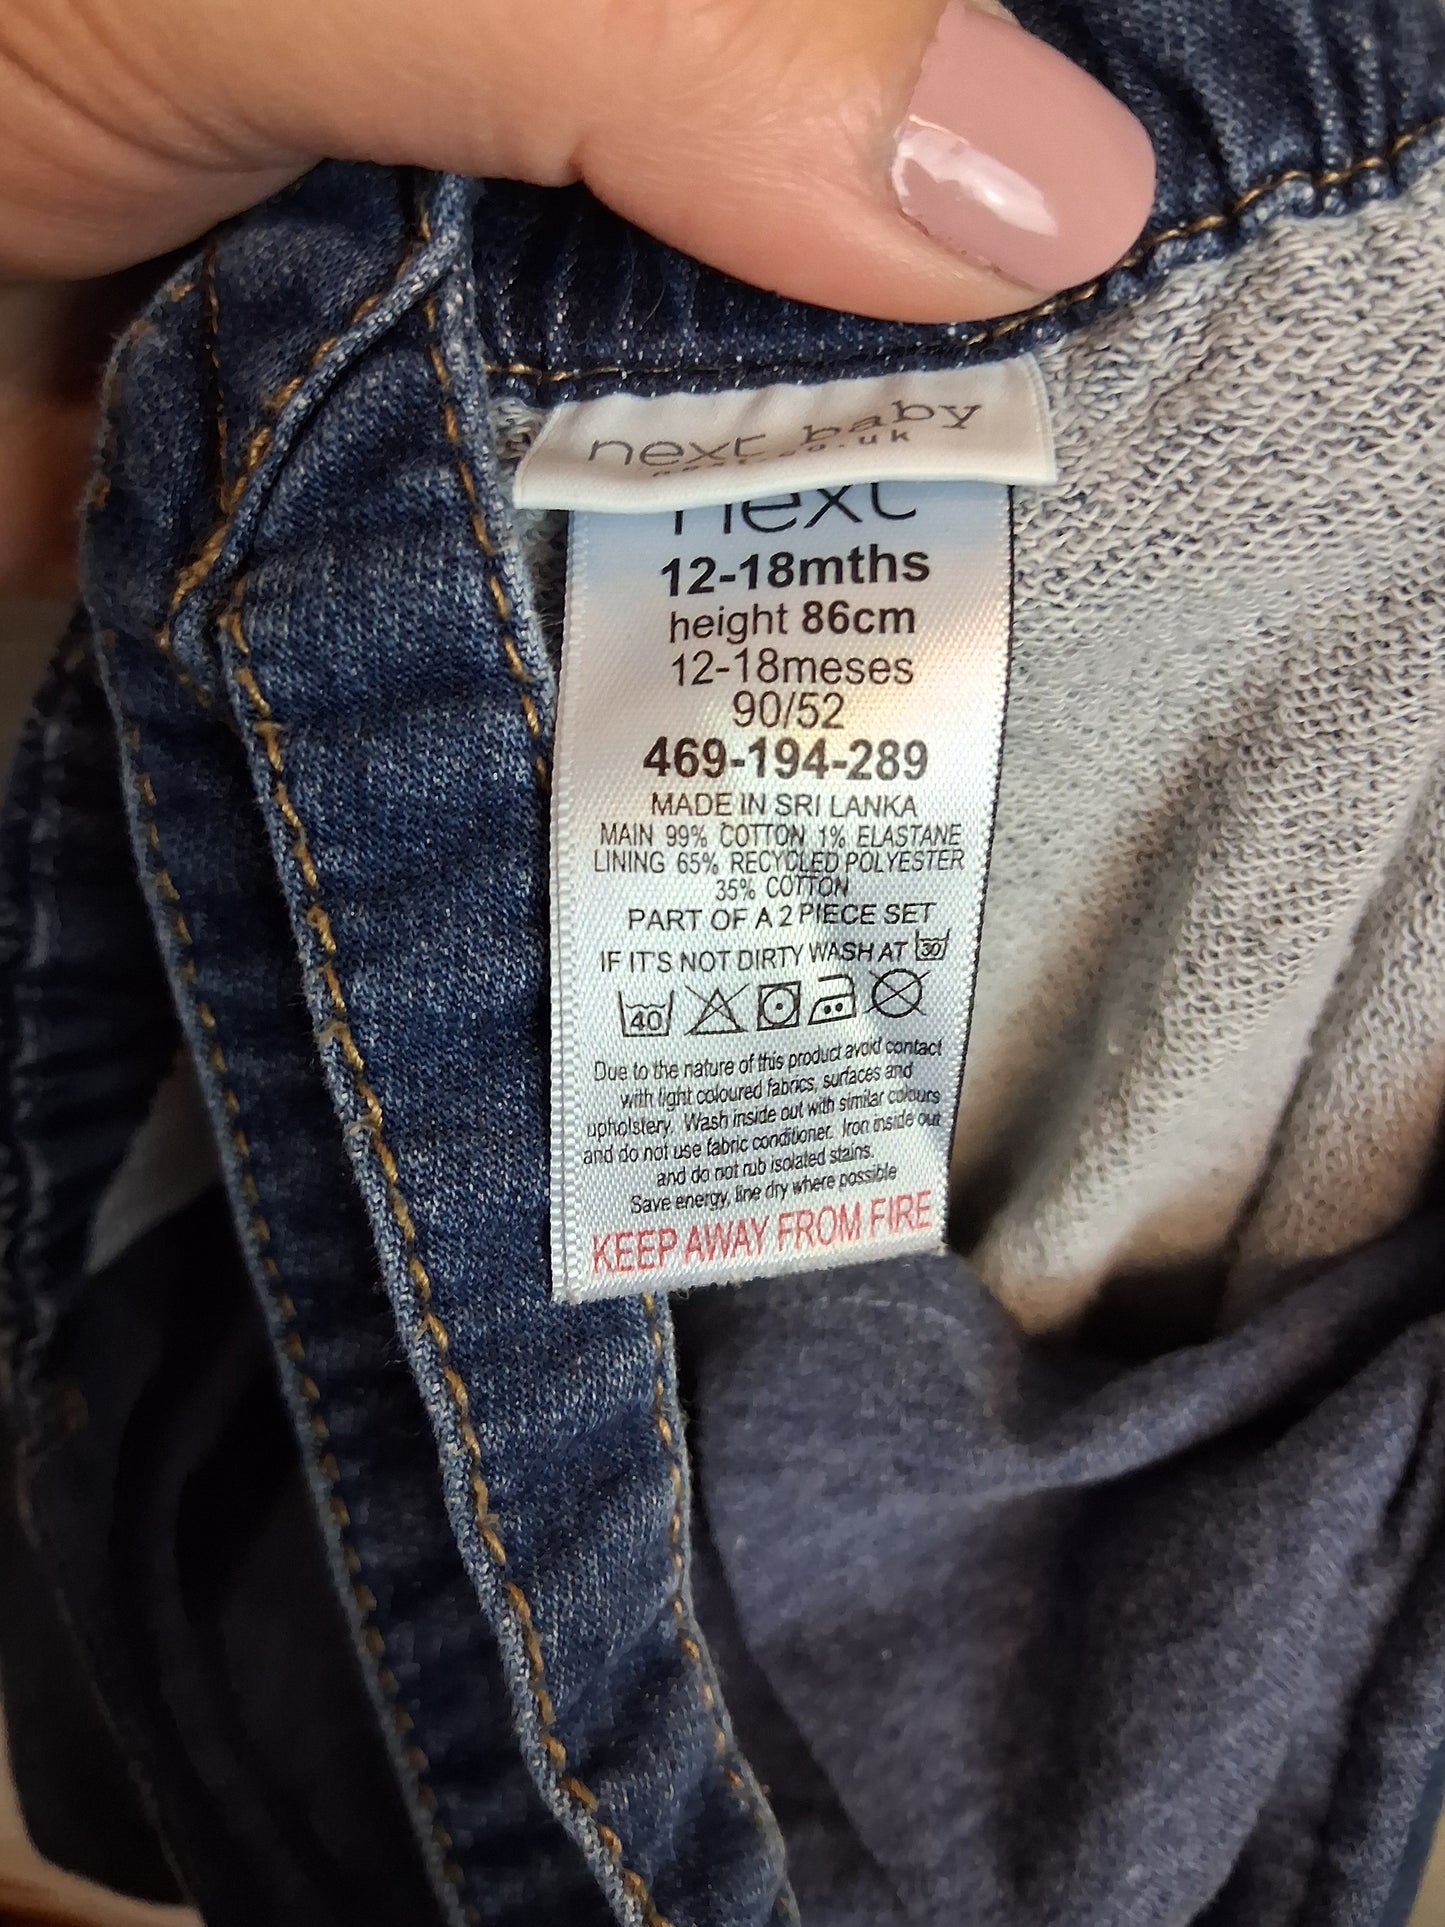 next baby
next.co.uk
next
12-18mths
height 86cm
12-18meses
90/52
469-194-289
MADE IN SRI LANKA
MAIN 99% COTTON 1% ELASTANE
LINING 65% RECYCLED POLYESTER
35% COTTON
PART OF A 2 PIECE SET
IF IT'S NOT DIRTY WASH AT 30
40
Due to the nature of this product avoid contact
with light coloured fabrics, surfaces and
upholstery. Wash inside out with similar colours
and do not use fabric conditioner. Iron inside out
and do not rub isolated stains.
Save energy, line dry where possible
KEEP AWAY FROM FIRE